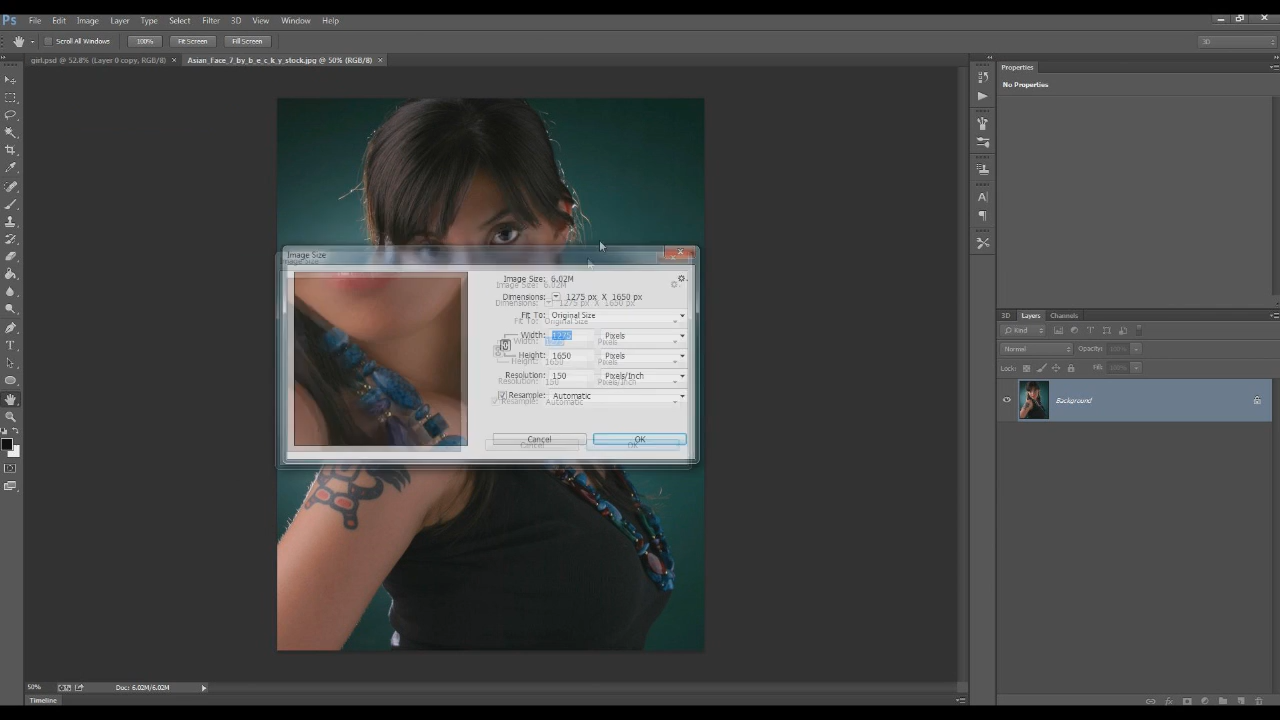 Ps File Edit Image Layer Type Select Filter 3D View Window Help
Scroll All Windows 100% Fit Screen Fill Screen 3D
girl.psd @ 52.8% (Layer 0 copy, RGB/8) × Asian_Face_7_by_b_e_c_k_y_stock.jpg @ 50% (RGB/8) ×
Properties
No Properties
Image Size
Image Size: 6.02M
Dimensions: 1275 px X 1650 px
Fit To: Original Size
Width: 1275 Pixels
Height: 1650 Pixels
Resolution: 150 Pixels/Inch
Resample: Automatic
Cancel OK
3D Layers Channels
Kind
Normal Opacity: 100%
Lock: Fill: 100%
Background
50% Doc: 6.02M/6.02M
Timeline